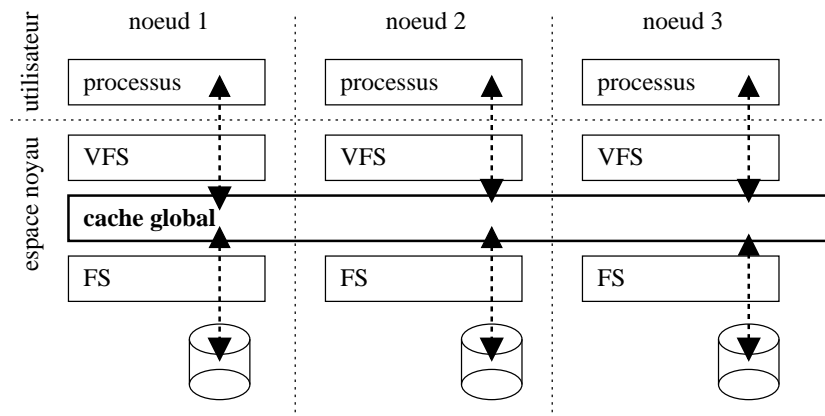 noeud 1
noeud 2
noeud 3
utilisateur
processus
processus
processus
espace noyau
VFS
VFS
VFS
cache global
FS
FS
FS